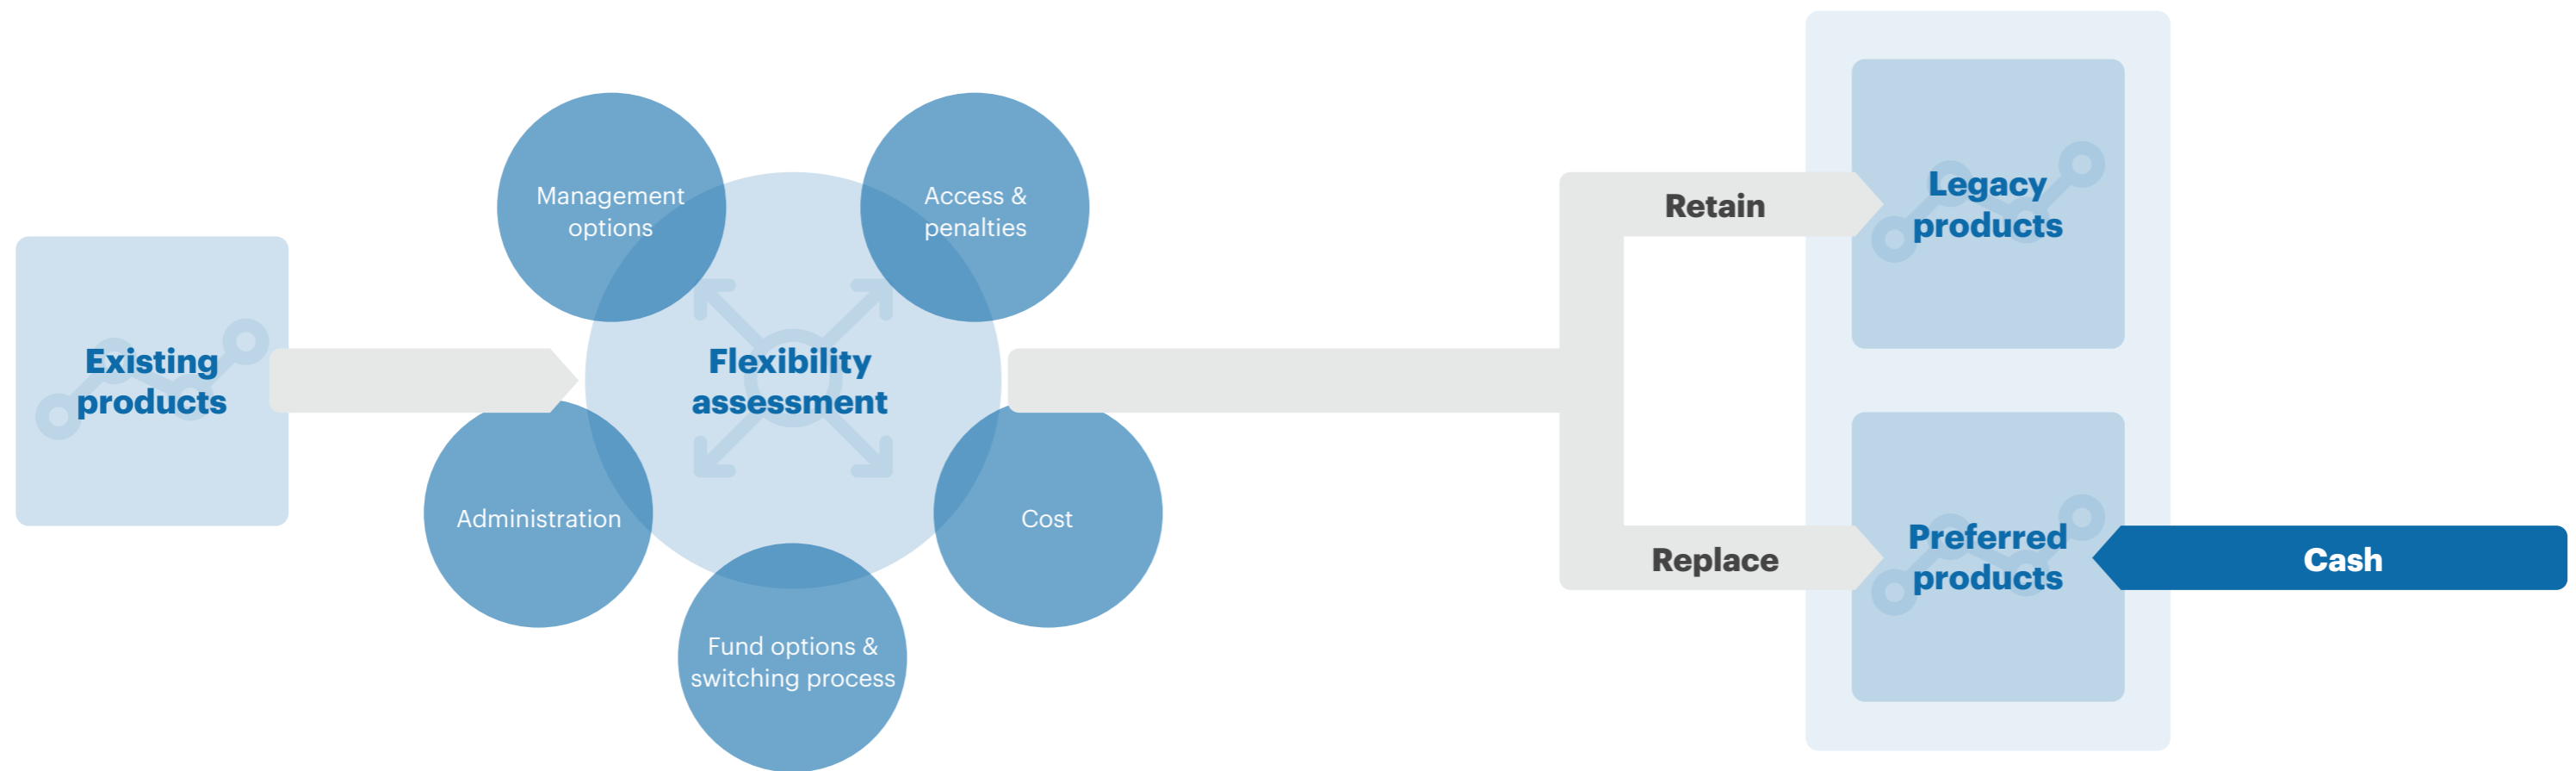 Existing
products
Management
options
Access &
penalties
Flexibility
assessment
Administration
Cost
Fund options &
switching process
Retain
Replace
Legacy
products
Preferred
products
Cash